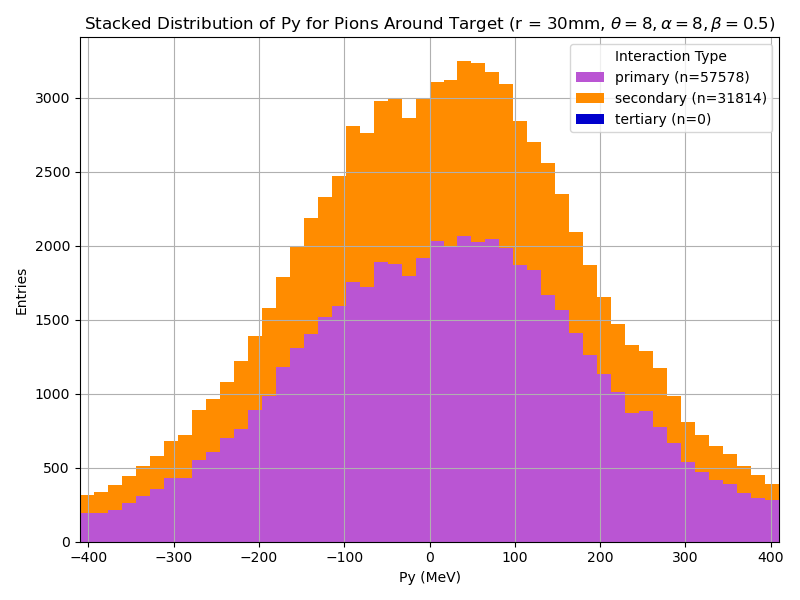 Stacked Distribution of Py for Pions Around Target (r = 30mm, θ = 8, α = 8, β = 0.5)
Interaction Type
primary (n=57578)
secondary (n=31814)
tertiary (n=0)
3000
2500
2000
1500
1000
500
0
Entries
−400 −300 −200 −100 0 100 200 300 400
Py (MeV)